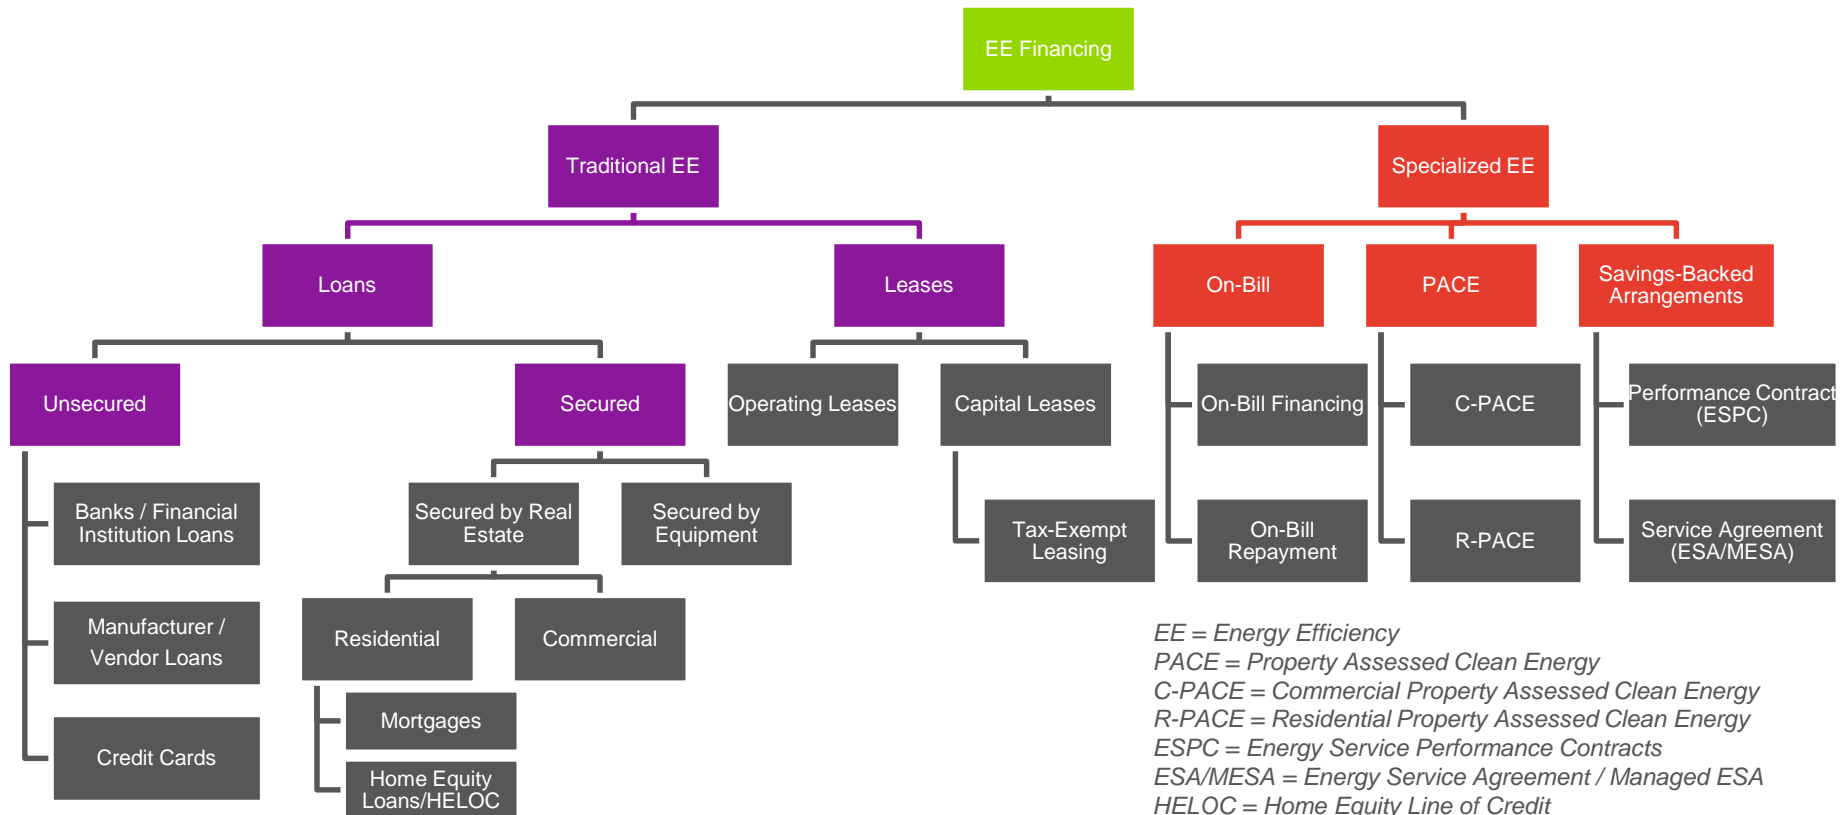 EE Financing
Traditional EE
Specialized EE
Loans
Leases
On-Bill
PACE
Savings-Backed
Arrangements
Unsecured
Secured
Operating Leases
Capital Leases
On-Bill Financing
C-PACE
Performance Contract
(ESPC)
Banks / Financial
Institution Loans
Secured by Real
Estate
Secured by
Equipment
Tax-Exempt
Leasing
On-Bill
Repayment
R-PACE
Service Agreement
(ESA/MESA)
Manufacturer /
Vendor Loans
Residential
Commercial
Credit Cards
Mortgages
Home Equity
Loans/HELOC
EE = Energy Efficiency
PACE = Property Assessed Clean Energy
C-PACE = Commercial Property Assessed Clean Energy
R-PACE = Residential Property Assessed Clean Energy
ESPC = Energy Service Performance Contracts
ESA/MESA = Energy Service Agreement / Managed ESA
HELOC = Home Equity Line of Credit